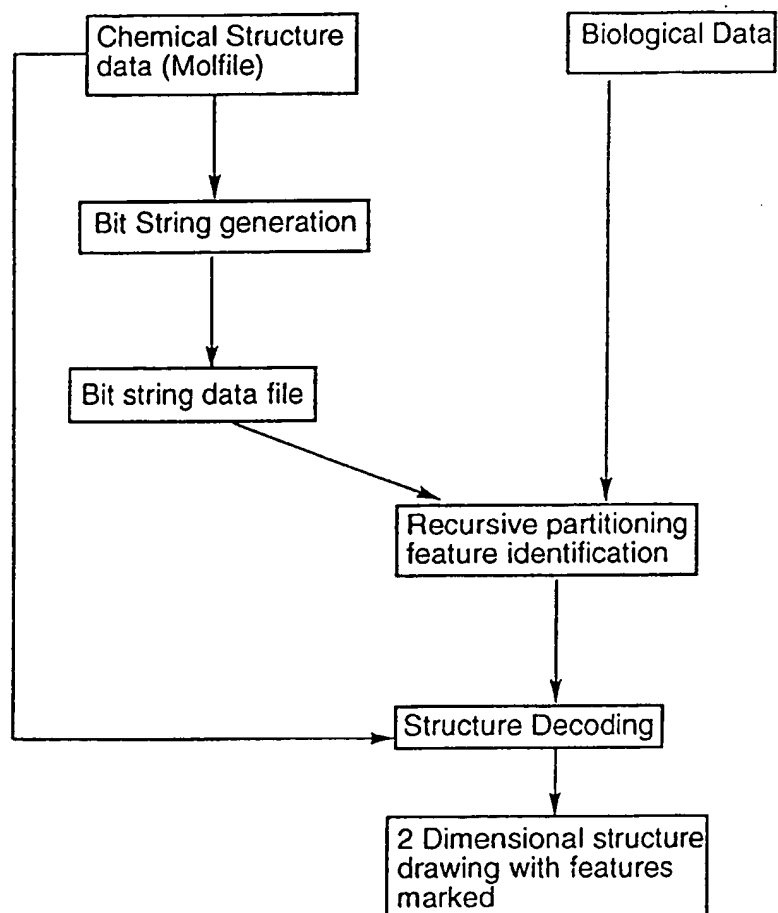 Chemical Structure
data (Molfile)
Biological Data
Bit String generation
Bit string data file
Recursive partitioning
feature identification
Structure Decoding
2 Dimensional structure
drawing with features
marked